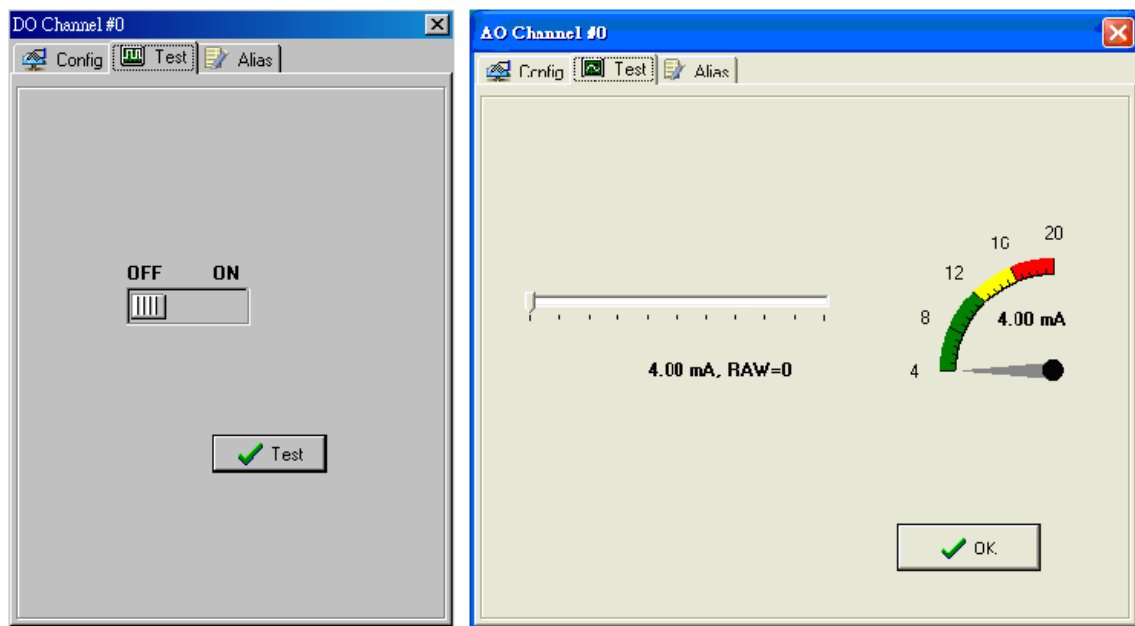 DO Channel #0
Config Test Alias
OFF ON
Test
AO Channel #0
Config Test Alias
20
16
12
8
4.00 mA
4.00 mA, RAW=0
4
OK